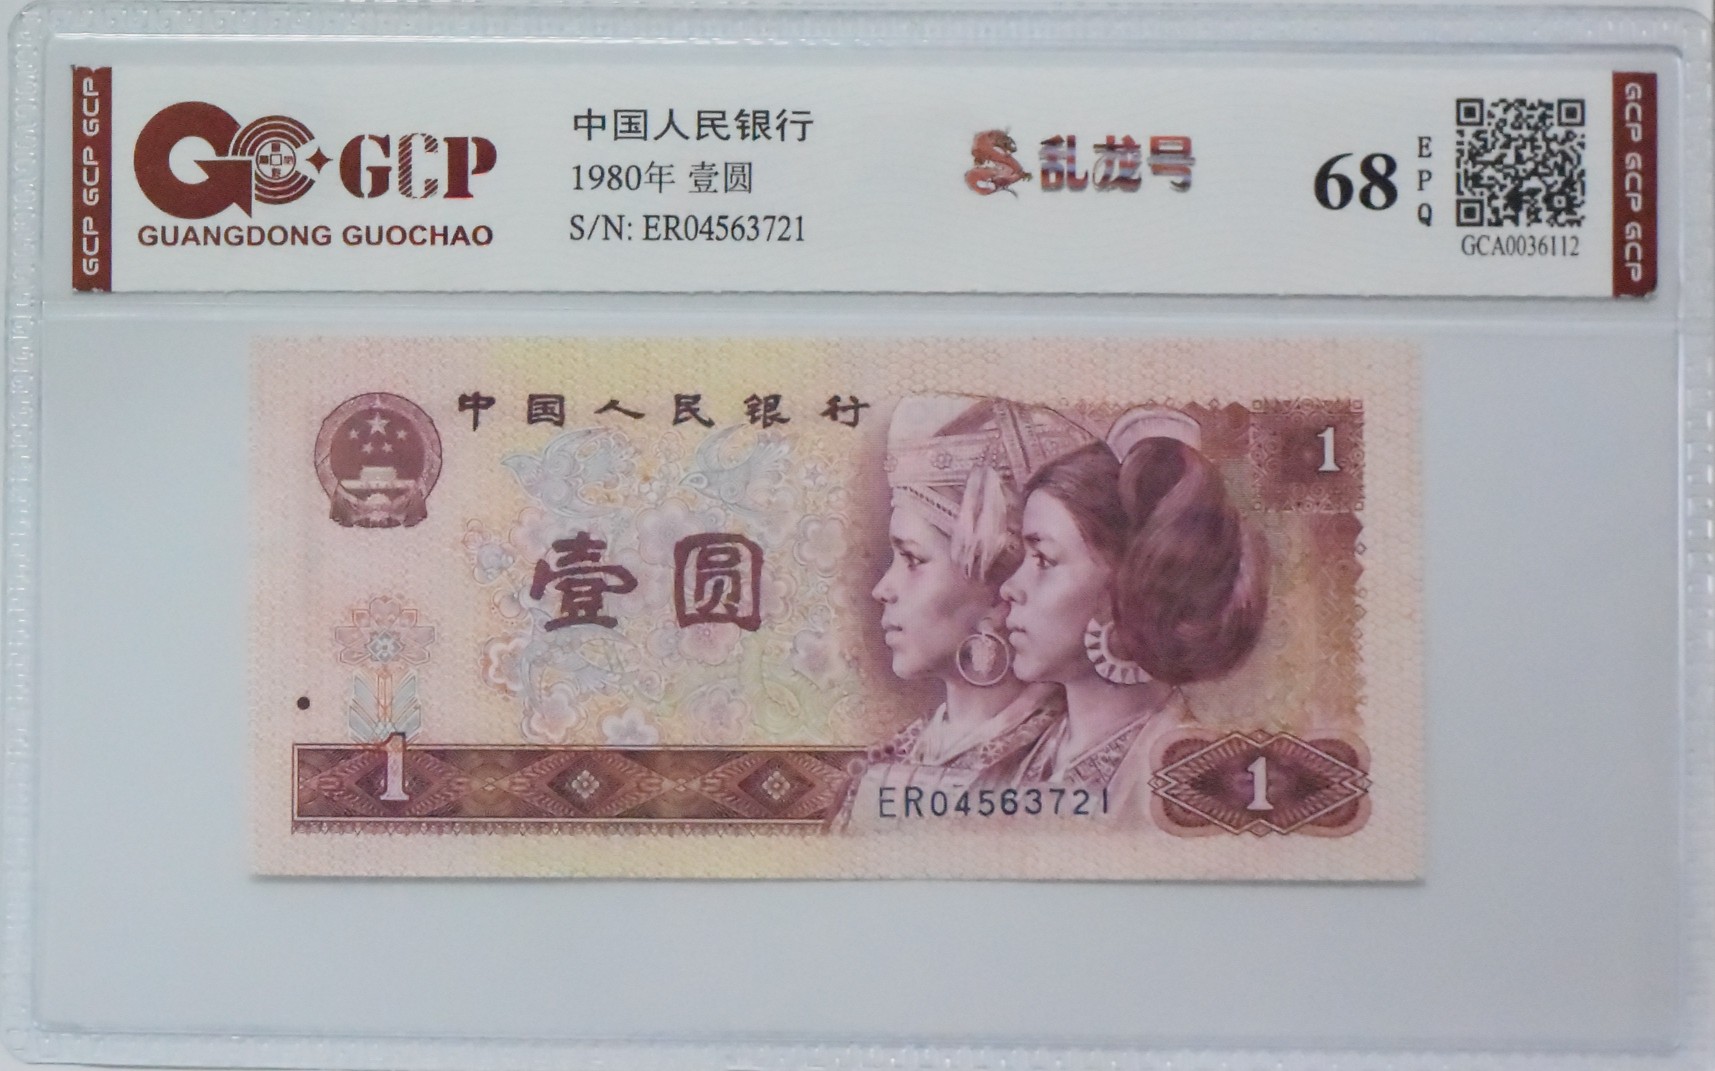 GCP GCP GCP
GCP
GUANGDONG GUOCHAO
中国人民银行
1980年 壹圆
S/N: ER04563721
乱龙号
68
EPQ
GCA0036112
GCP GCP GCP
中国人民银行
1
壹圆
1
ER04563721
1